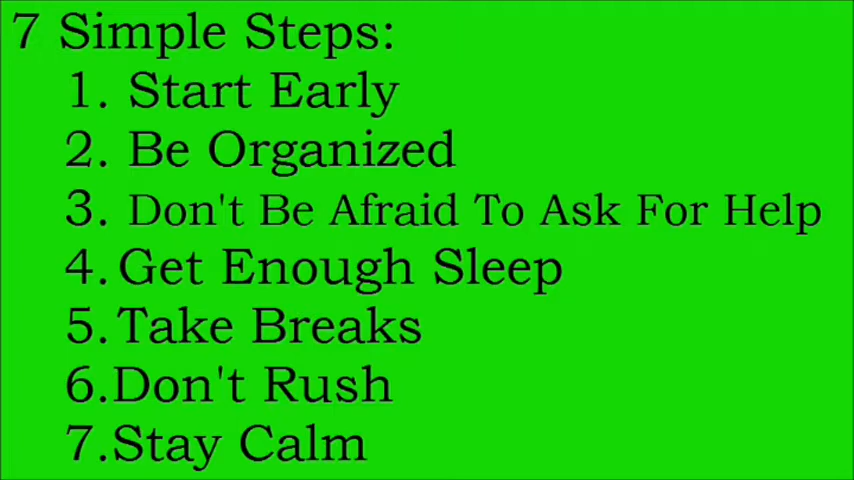 7 Simple Steps:
1. Start Early
2. Be Organized
3. Don't Be Afraid To Ask For Help
4. Get Enough Sleep
5. Take Breaks
6.Don't Rush
7.Stay Calm